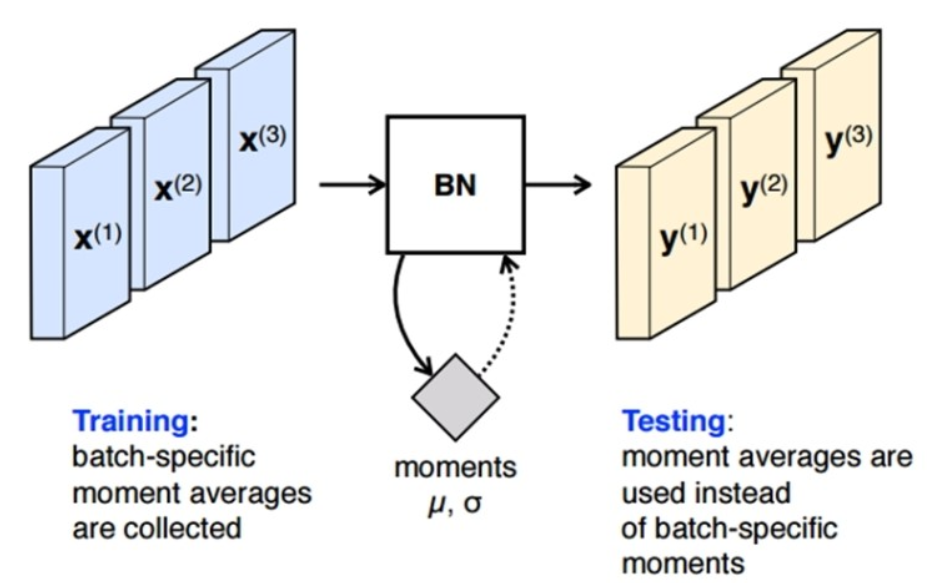 x(1)
x(2)
x(3)
BN
y(1)
y(2)
y(3)
moments
μ, σ
Training:
batch-specific
moment averages
are collected
Testing:
moment averages are
used instead
of batch-specific
moments